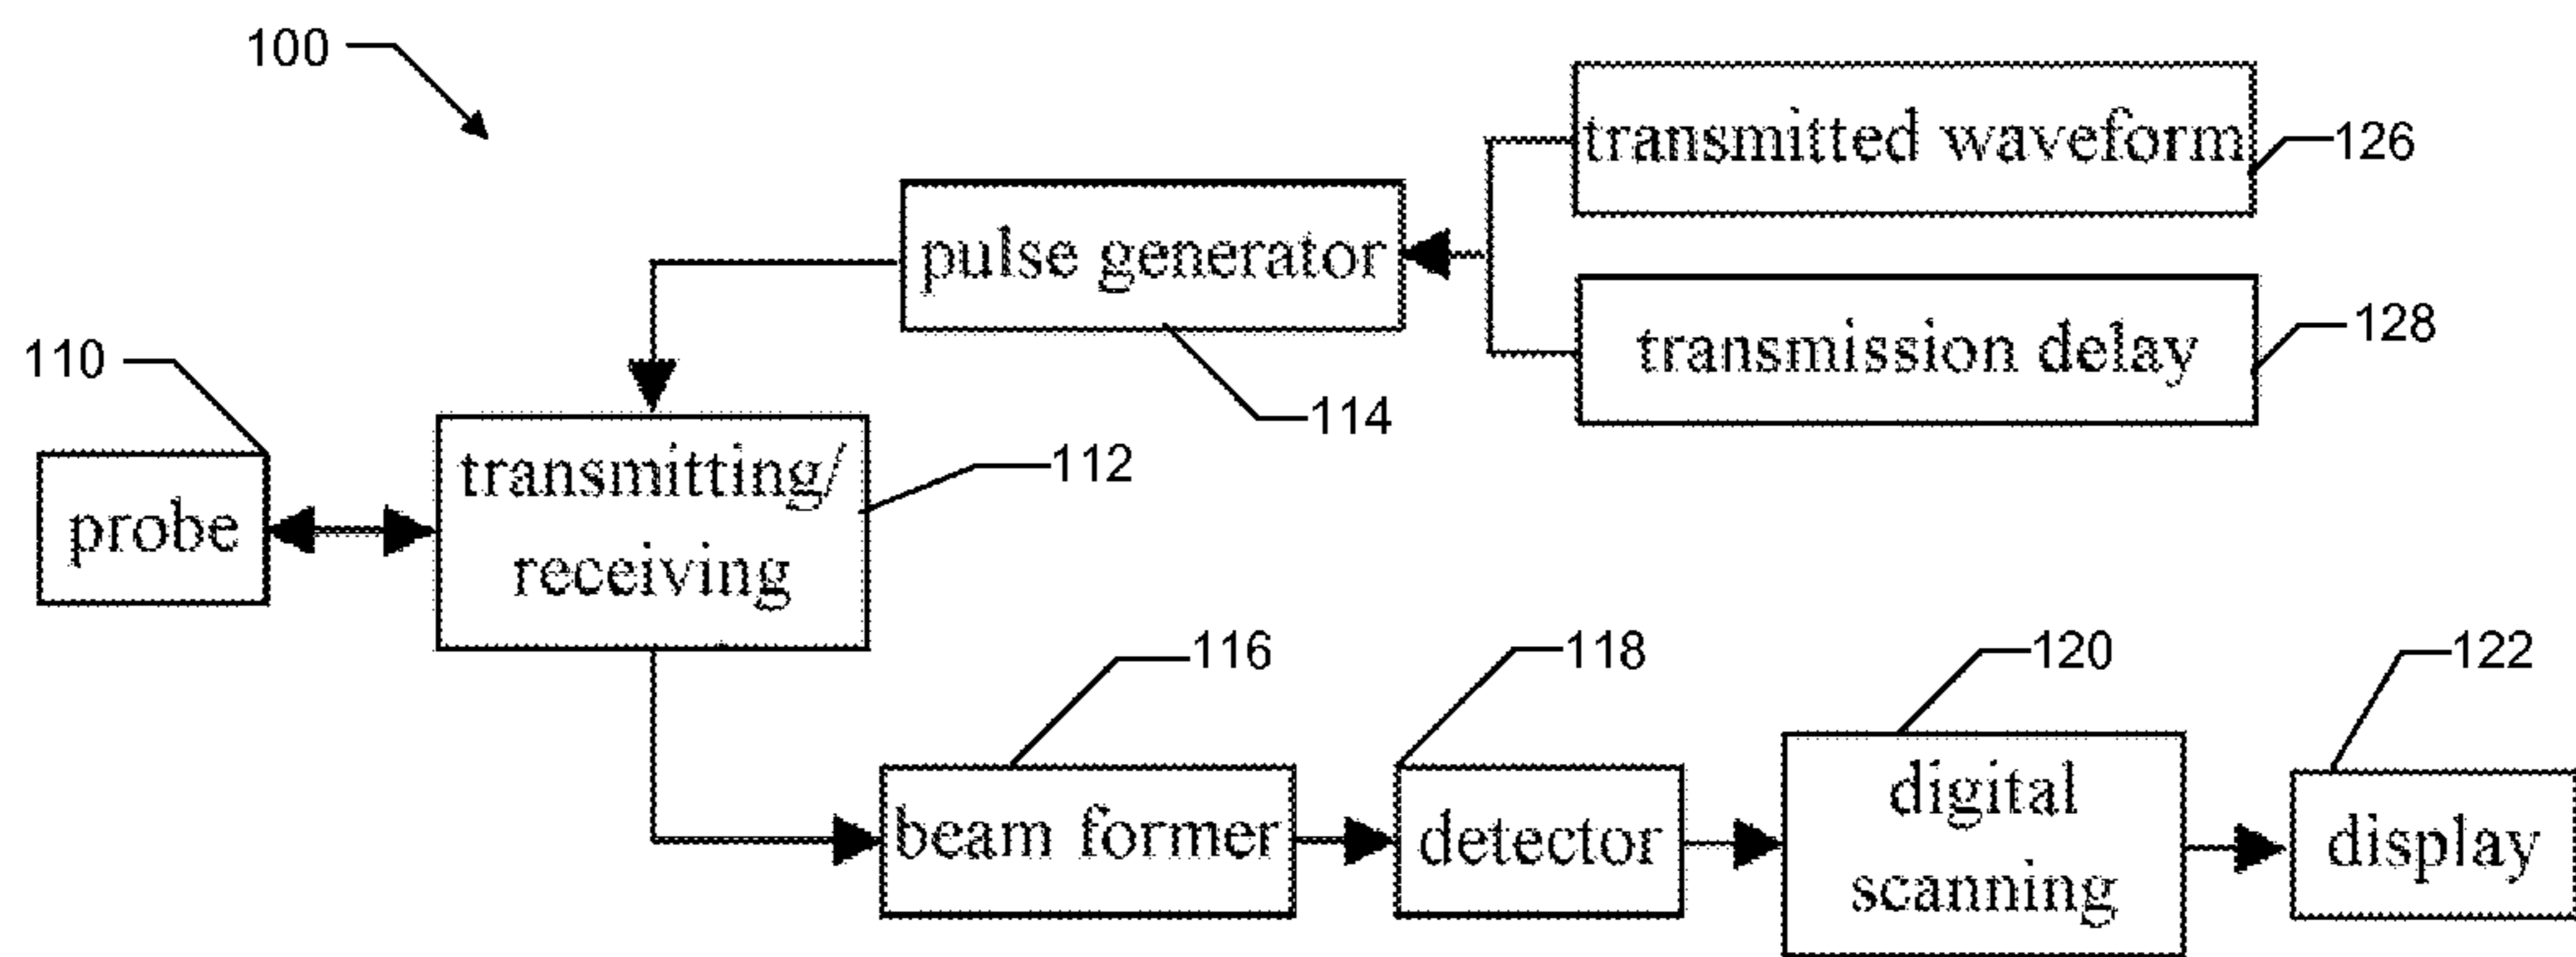 100
transmitted waveform
126
pulse generator
transmission delay
128
110
114
transmitting/
receiving
112
probe
116
118
120
122
beam former
detector
digital
scanning
display